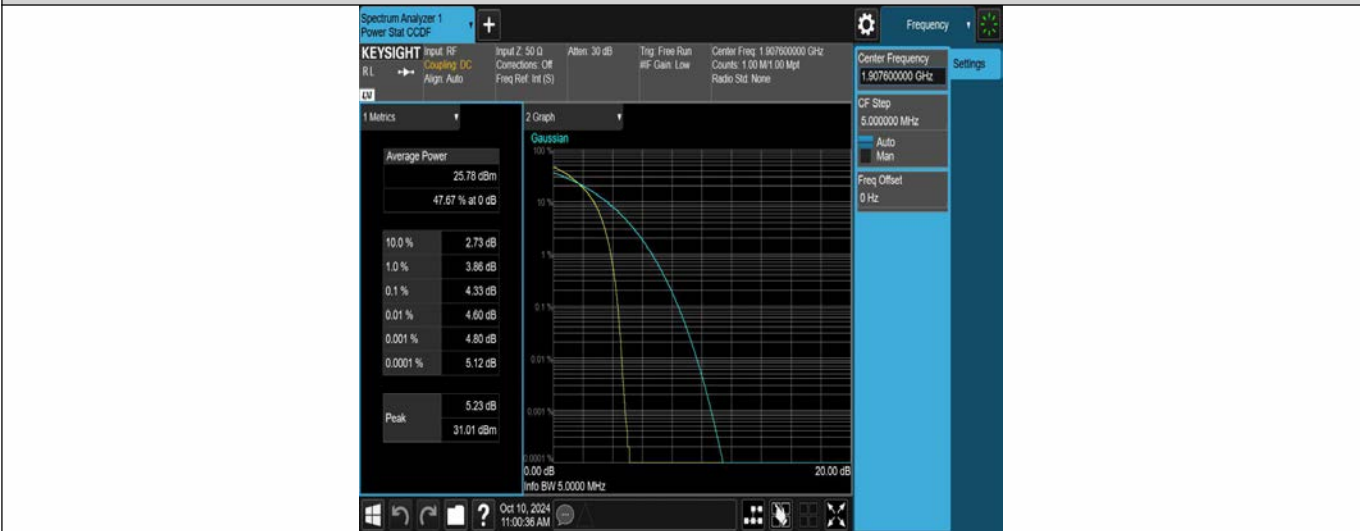 Spectrum Analyzer 1
Power Stat CCDF
+
Frequency
KEYSIGHT
RL
Input: RF
Coupling: DC
Align: Auto
Input Z: 50 Ω
Corrections: Off
Freq Ref: Int (S)
Atten: 30 dB
Trig: Free Run
#IF Gain: Low
Center Freq: 1.907600000 GHz
Counts: 1.00 M/1.00 Mpt
Radio Std: None
Center Frequency
1.907600000 GHz
Settings
CF Step
5.000000 MHz
Auto
Man
Freq Offset
0 Hz
1 Metrics
Average Power
25.78 dBm
47.67 % at 0 dB
10.0 % 2.73 dB
1.0 % 3.86 dB
0.1 % 4.33 dB
0.01 % 4.60 dB
0.001 % 4.80 dB
0.0001 % 5.12 dB
Peak
5.23 dB
31.01 dBm
2 Graph
Gaussian
100 %
10 %
1 %
0.1 %
0.01 %
0.001 %
0.0001 %
0.00 dB
20.00 dB
Info BW 5.0000 MHz
?
Oct 10, 2024
11:00:36 AM